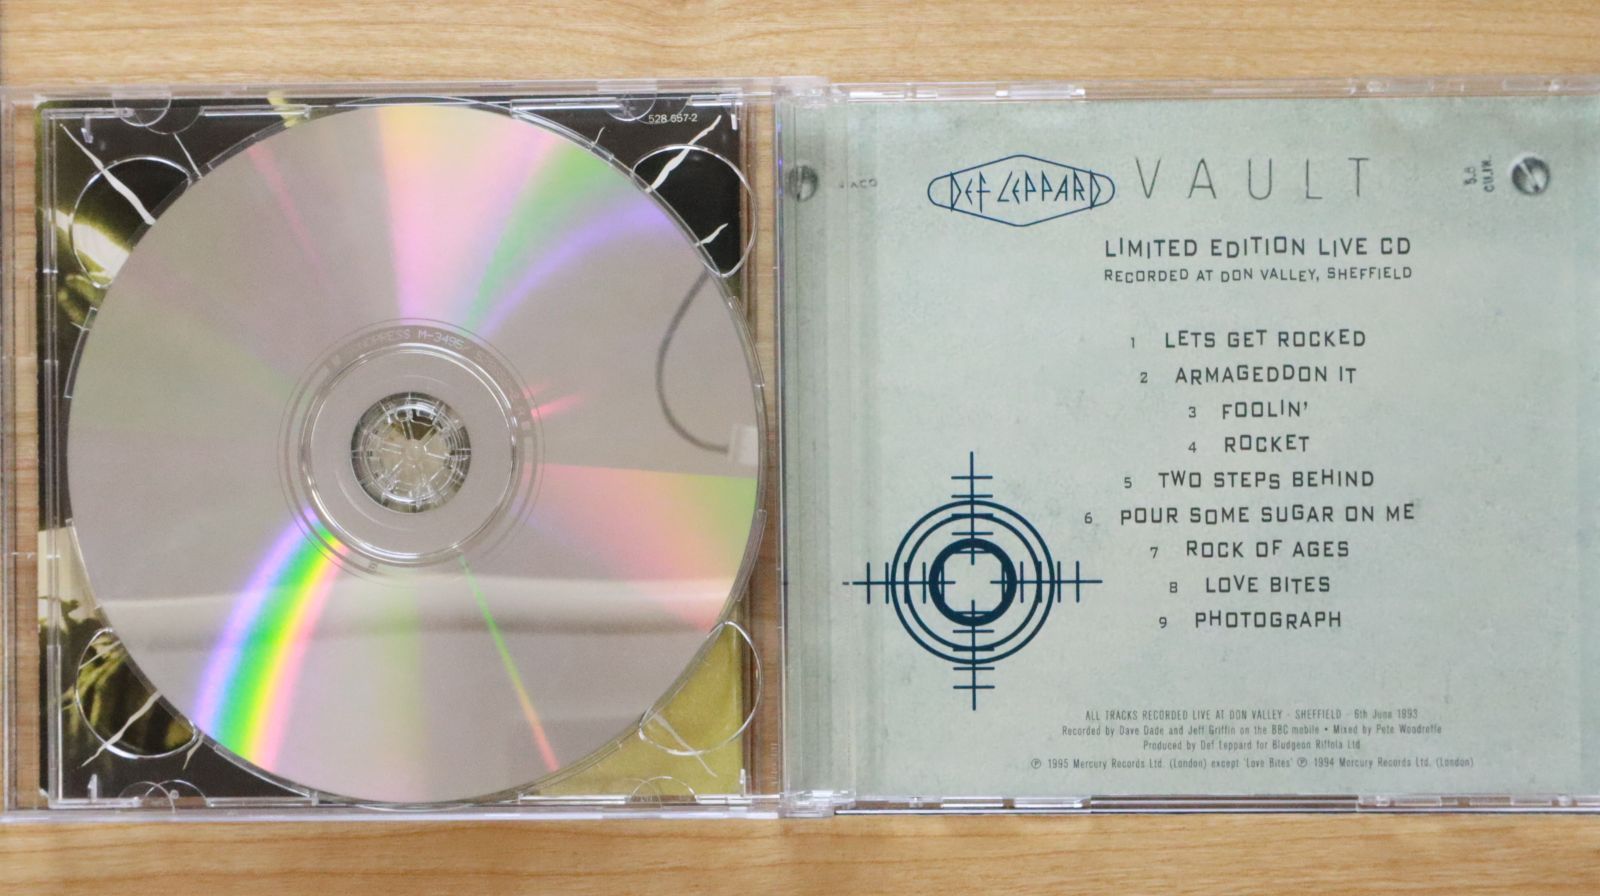 528 657-2
DEF LEPPARD VAULT
LIMITED EDITION LIVE CD
RECORDED AT DON VALLEY, SHEFFIELD
1 LETS GET ROCKED
2 ARMAGEDDON IT
3 FOOLIN'
4 ROCKET
5 TWO STEPS BEHIND
6 POUR SOME SUGAR ON ME
7 ROCK OF AGES
8 LOVE BITES
9 PHOTOGRAPH
ALL TRACKS RECORDED LIVE AT DON VALLEY - SHEFFIELD - 6th June 1993
Recorded by Dave Dade and Jeff Griffin on the BBC mobile • Mixed by Pete Woodroffe
Produced by Def Leppard for Bludgeon Riffola Ltd
℗ 1995 Mercury Records Ltd. (London) except 'Love Bites' ℗ 1994 Mercury Records Ltd. (London)